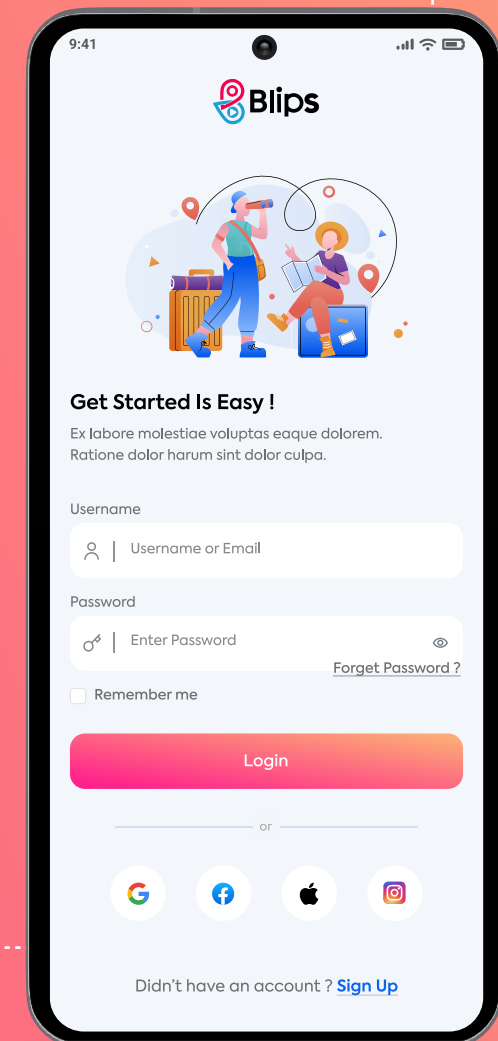 9:41
Blips
Get Started Is Easy !
Ex labore molestiae voluptas eaque dolorem.
Ratione dolor harum sint dolor culpa.
Username
Username or Email
Password
Enter Password
Forget Password ?
Remember me
Login
or
Didn’t have an account ? Sign Up